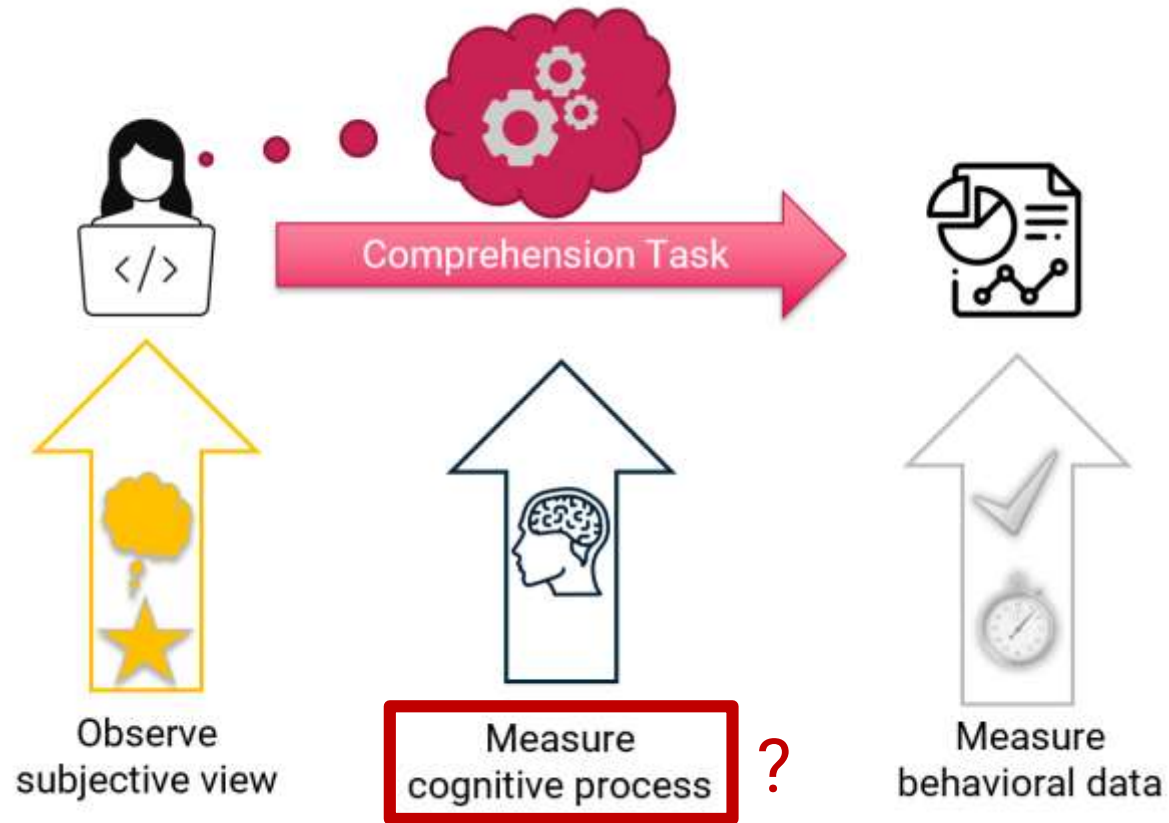 </>
Comprehension Task
Observe
subjective view
Measure
cognitive process
?
Measure
behavioral data